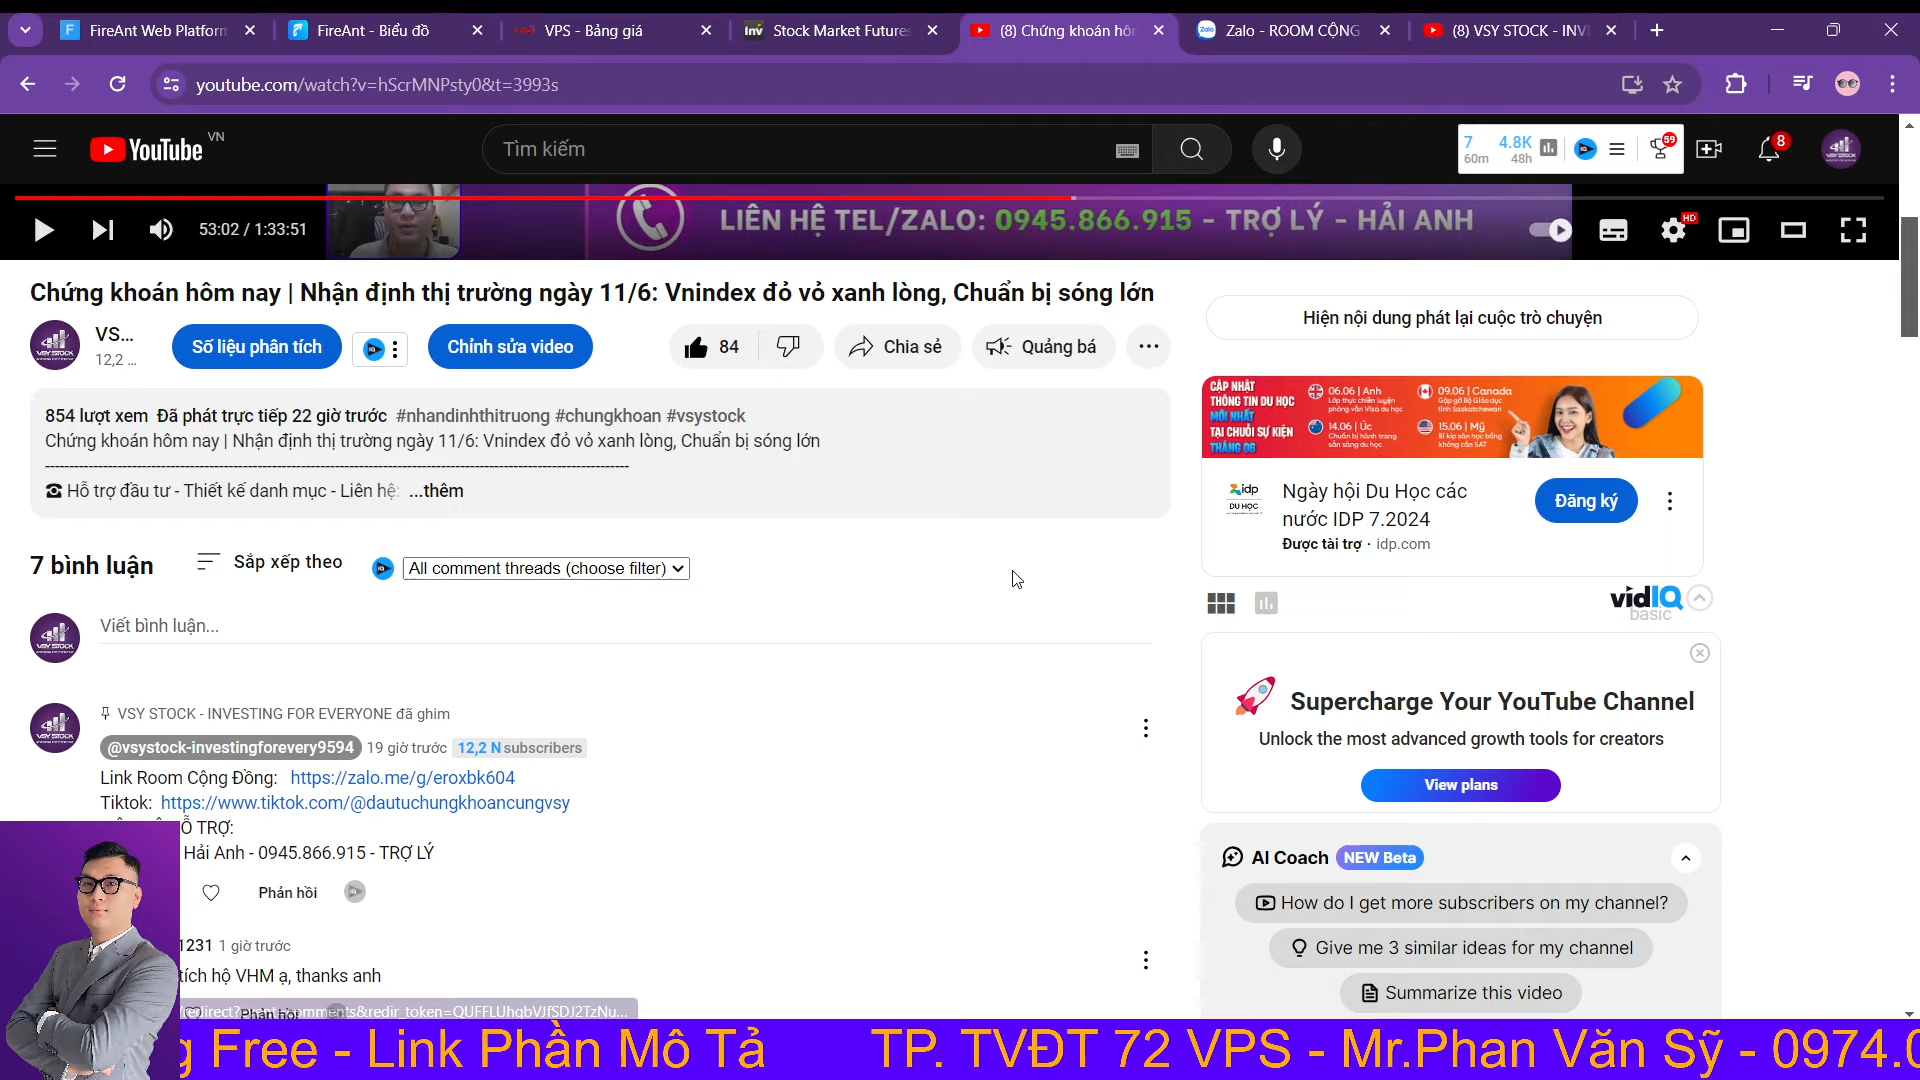 FireAnt Web Platform
FireAnt - Biểu đồ
VPS - Bảng giá
Stock Market Futures
(8) Chứng khoán hôm
Zalo - ROOM CỘNG
(8) VSY STOCK - INVE
youtube.com/watch?v=hScrMNPsty0&t=3993s
YouTube VN
Tìm kiếm
7 60m 4.8K 48h
59
8
53:02 / 1:33:51
LIÊN HỆ TEL/ZALO: 0945.866.915 - TRỢ LÝ - HẢI ANH
HD
Chứng khoán hôm nay | Nhận định thị trường ngày 11/6: Vnindex đỏ vỏ xanh lòng, Chuẩn bị sóng lớn
VS...
12,2 ...
Số liệu phân tích
Chỉnh sửa video
84
Chia sẻ
Quảng bá
854 lượt xem Đã phát trực tiếp 22 giờ trước #nhandinhthitruong #chungkhoan #vsystock
Chứng khoán hôm nay | Nhận định thị trường ngày 11/6: Vnindex đỏ vỏ xanh lòng, Chuẩn bị sóng lớn
Hỗ trợ đầu tư - Thiết kế danh mục - Liên hệ: ...thêm
7 bình luận
Sắp xếp theo
All comment threads (choose filter)
Viết bình luận...
VSY STOCK - INVESTING FOR EVERYONE đã ghim
@vsystock-investingforevery9594 19 giờ trước 12,2 N subscribers
Link Room Cộng Đồng: https://zalo.me/g/eroxbk604
Tiktok: https://www.tiktok.com/@dautuchungkhoancungvsy
Ỗ TRỢ:
Hải Anh - 0945.866.915 - TRỢ LÝ
Phản hồi
1231 1 giờ trước
tích hộ VHM ạ, thanks anh
Phản hồi
Hiện nội dung phát lại cuộc trò chuyện
CẬP NHẬT
THÔNG TIN DU HỌC
MỚI NHẤT
TẠI CHUỖI SỰ KIỆN
THÁNG 06
06.06 | Anh
Lớp thực chiến luyện
phỏng vấn Visa du học
09.06 | Canada
Gặp gỡ Bộ Giáo dục
tỉnh Saskatchewan
14.06 | Úc
Chuẩn bị hành trang
sẵn sàng du học
15.06 | Mỹ
Bí kíp săn học bổng
không cần SAT
idp
DU HỌC
Ngày hội Du Học các
nước IDP 7.2024
Được tài trợ · idp.com
Đăng ký
vidIQ
basic
Supercharge Your YouTube Channel
Unlock the most advanced growth tools for creators
View plans
AI Coach NEW Beta
How do I get more subscribers on my channel?
Give me 3 similar ideas for my channel
Summarize this video
g Free - Link Phần Mô Tả TP. TVĐT 72 VPS - Mr.Phan Văn Sỹ - 0974.0